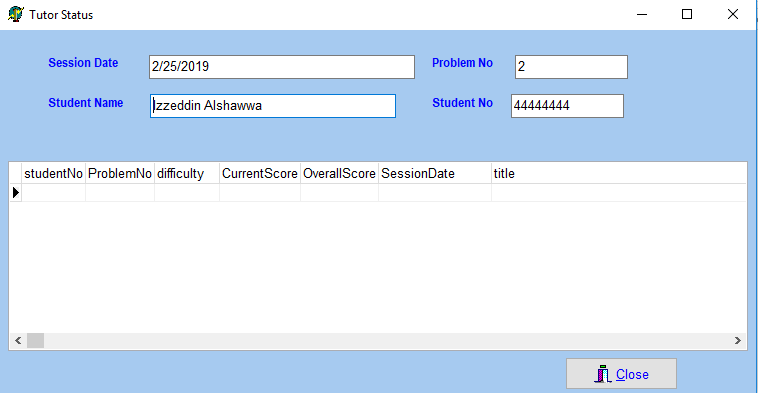 Tutor Status
Session Date 2/25/2019 Problem No 2
Student Name Izzeddin Alshawwa Student No 44444444
studentNo ProblemNo difficulty CurrentScore OverallScore SessionDate title
Close